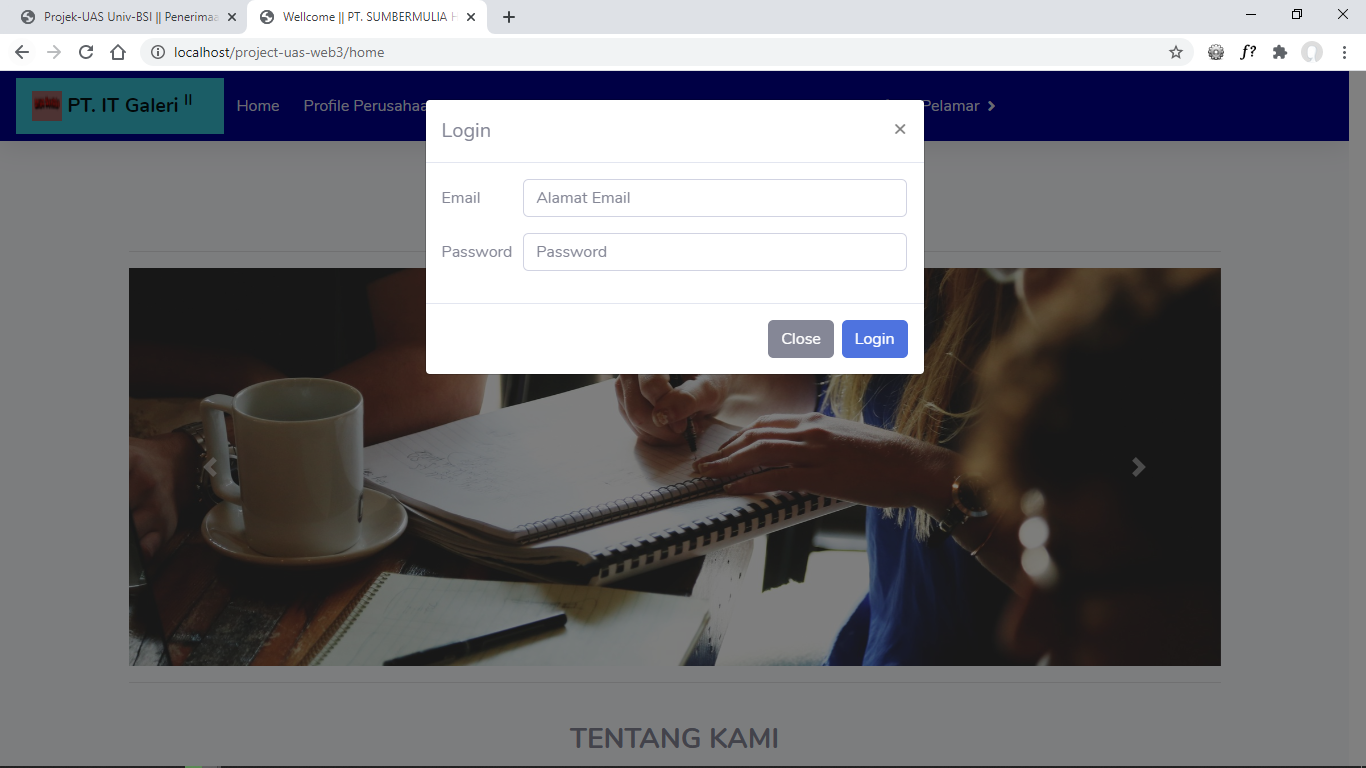 Projek-UAS Univ-BSI || Penerimaa
Wellcome || PT. SUMBERMULIA H
localhost/project-uas-web3/home
f?
PT. IT Galeri II
Home
Profile Perusahaa
Pelamar
Login
×
Email
Alamat Email
Password
Password
Close
Login
TENTANG KAMI